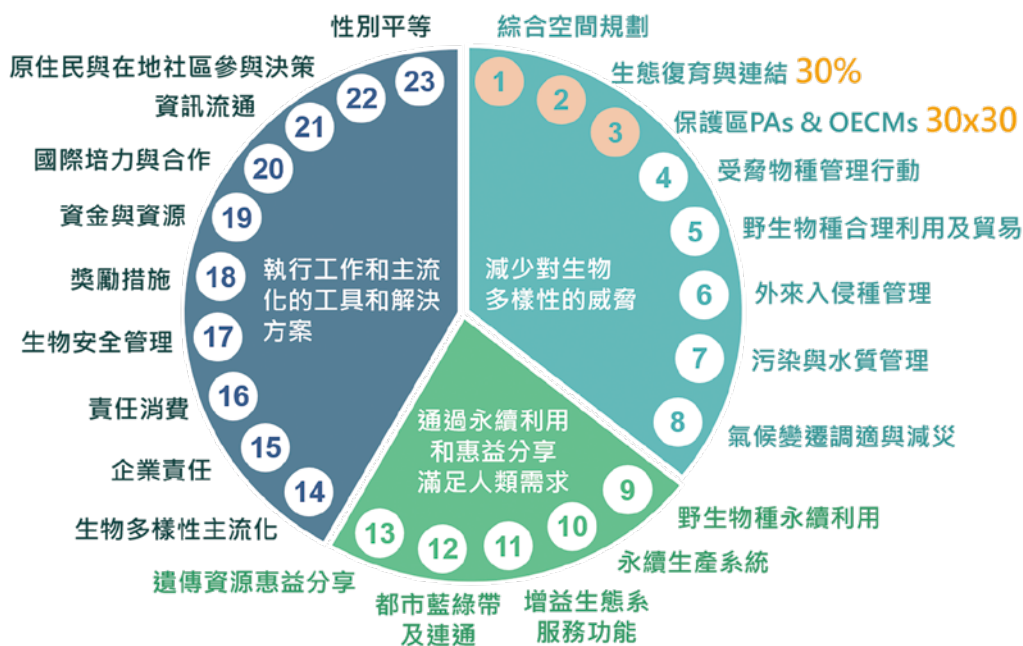 綜合空間規劃
1
生態復育與連結 30%
2
保護區PAs & OECMs 30x30
3
受脅物種管理行動
4
野生物種合理利用及貿易
5
外來入侵種管理
6
污染與水質管理
7
氣候變遷調適與減災
8
減少對生物
多樣性的威脅
野生物種永續利用
9
永續生產系統
10
增益生態系
服務功能
11
都市藍綠帶
及連通
12
遺傳資源惠益分享
13
通過永續利用
和惠益分享
滿足人類需求
生物多樣性主流化
14
企業責任
15
責任消費
16
生物安全管理
17
獎勵措施
18
資金與資源
19
國際培力與合作
20
資訊流通
21
原住民與在地社區參與決策
22
性別平等
23
執行工作和主流
化的工具和解決
方案